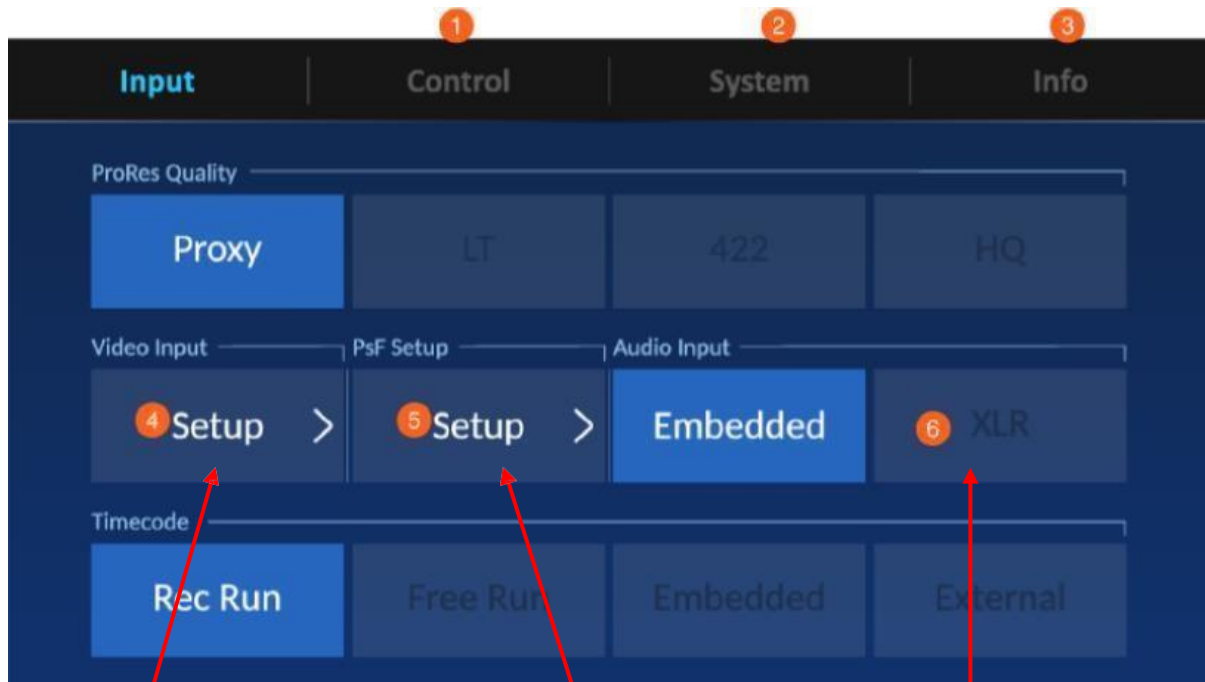 1 2 3
Input Control System Info
ProRes Quality
Proxy LT 422 HQ
Video Input PsF Setup Audio Input
4 Setup > 5 Setup > Embedded 6 XLR
Timecode
Rec Run Free Run Embedded External